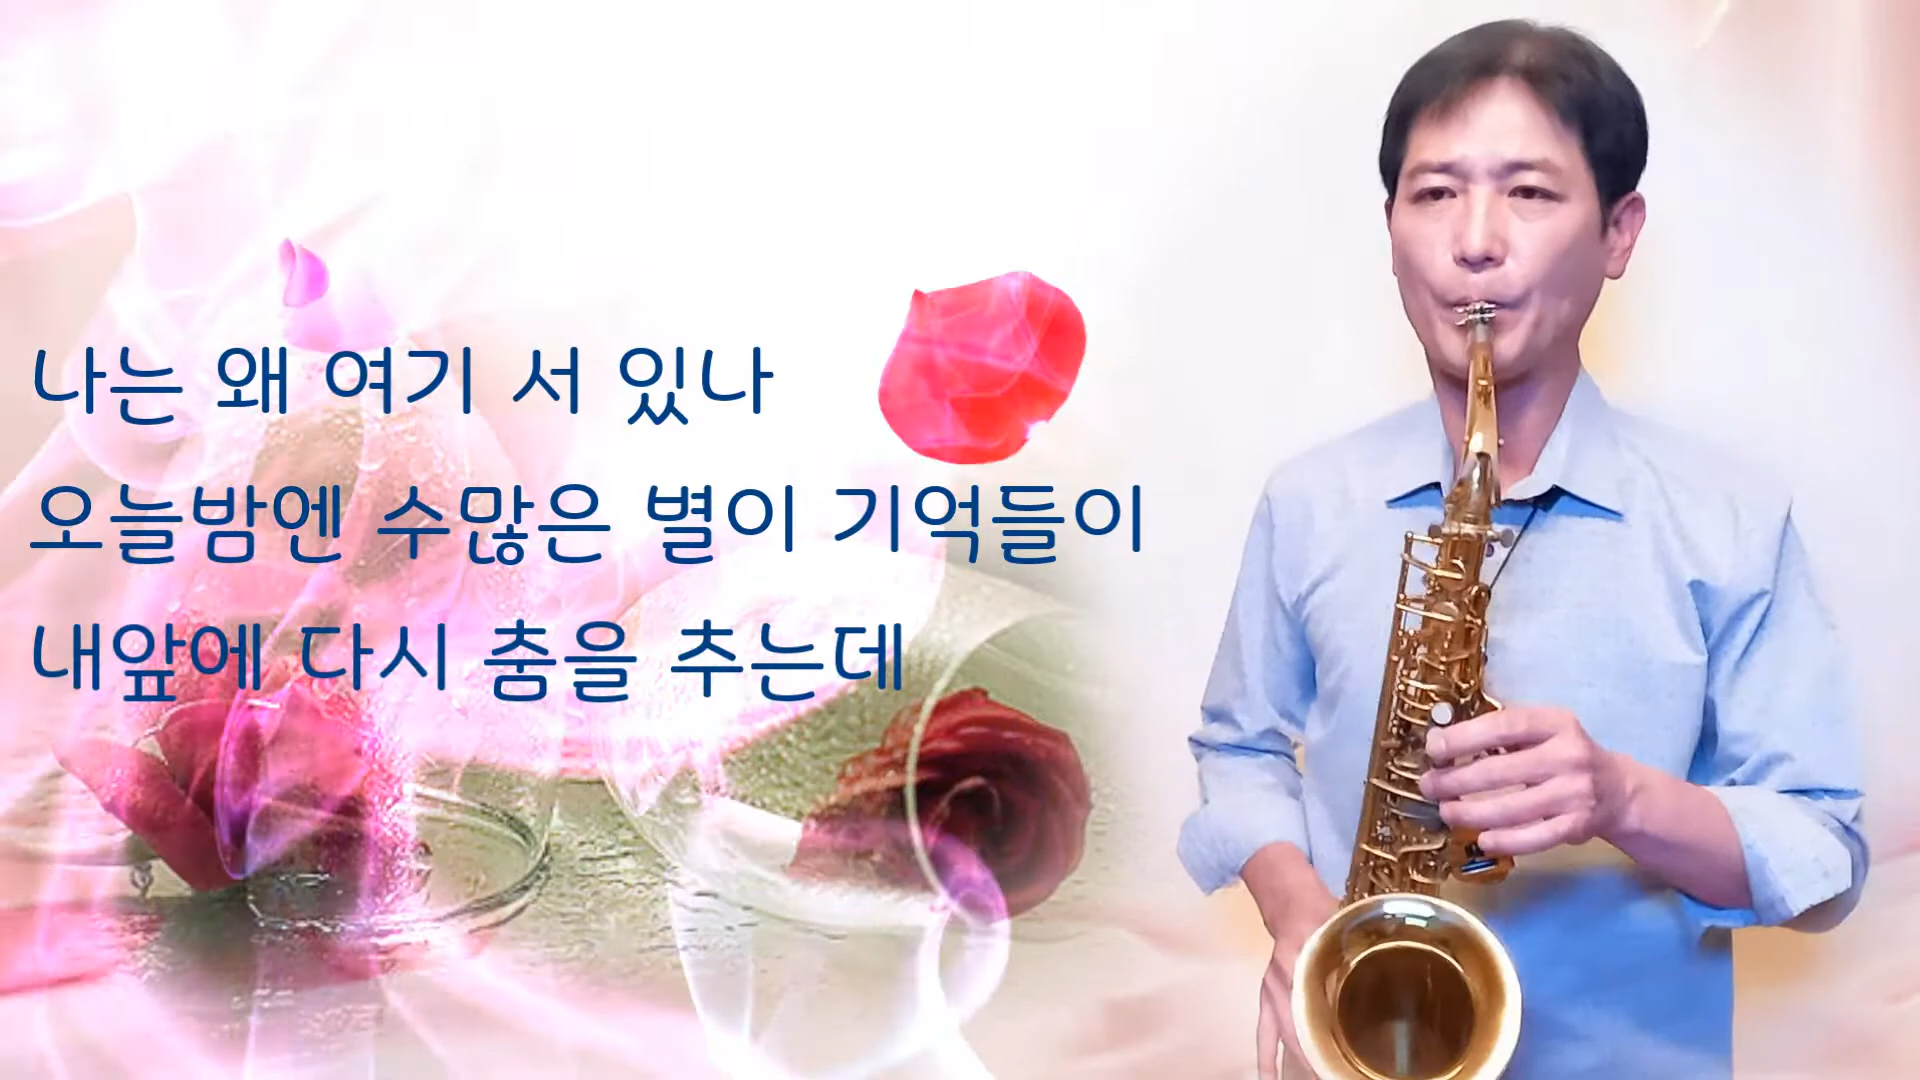 나는 왜 여기 서 있나
오늘밤엔 수많은 별이 기억들이
내앞에 다시 춤을 추는데